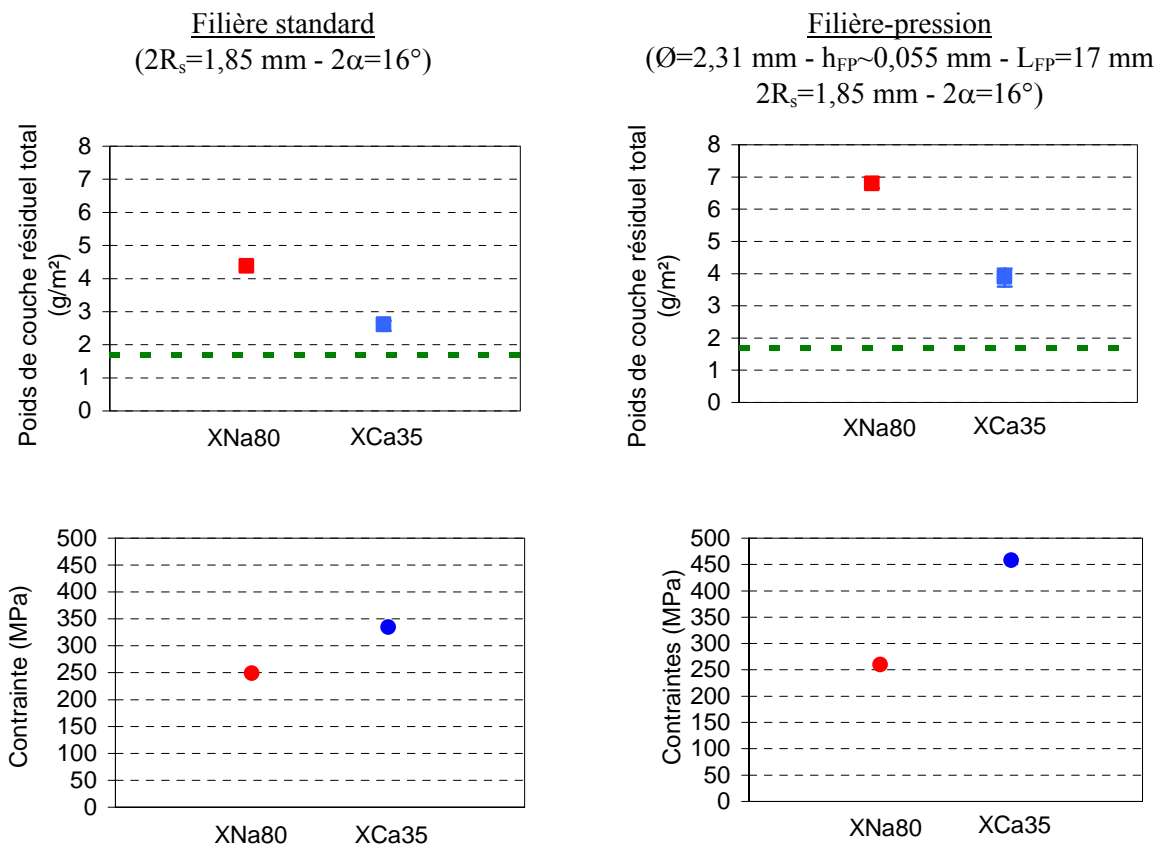 Filière standard
(2Rs=1,85 mm - 2α=16°)
Filière-pression
(Ø=2,31 mm - hFP~0,055 mm - LFP=17 mm
2Rs=1,85 mm - 2α=16°)
Poids de couche résiduel total
(g/m²)
8
7
6
5
4
3
2
1
0
XNa80
XCa35
Poids de couche résiduel total
(g/m²)
8
7
6
5
4
3
2
1
0
XNa80
XCa35
Contrainte (MPa)
500
450
400
350
300
250
200
150
100
50
0
XNa80
XCa35
Contraintes (MPa)
500
450
400
350
300
250
200
150
100
50
0
XNa80
XCa35